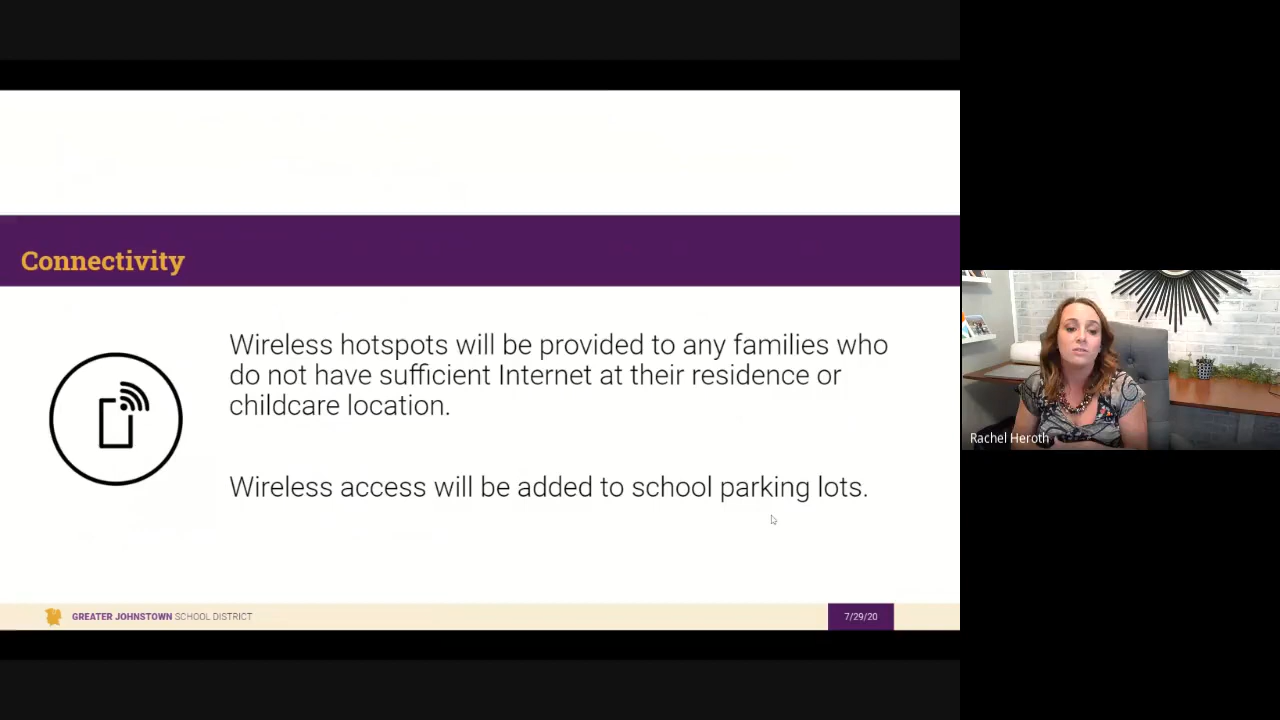 Connectivity
Wireless hotspots will be provided to any families who
do not have sufficient Internet at their residence or
childcare location.
Wireless access will be added to school parking lots.
GREATER JOHNSTOWN SCHOOL DISTRICT
7/29/20
Rachel Heroth